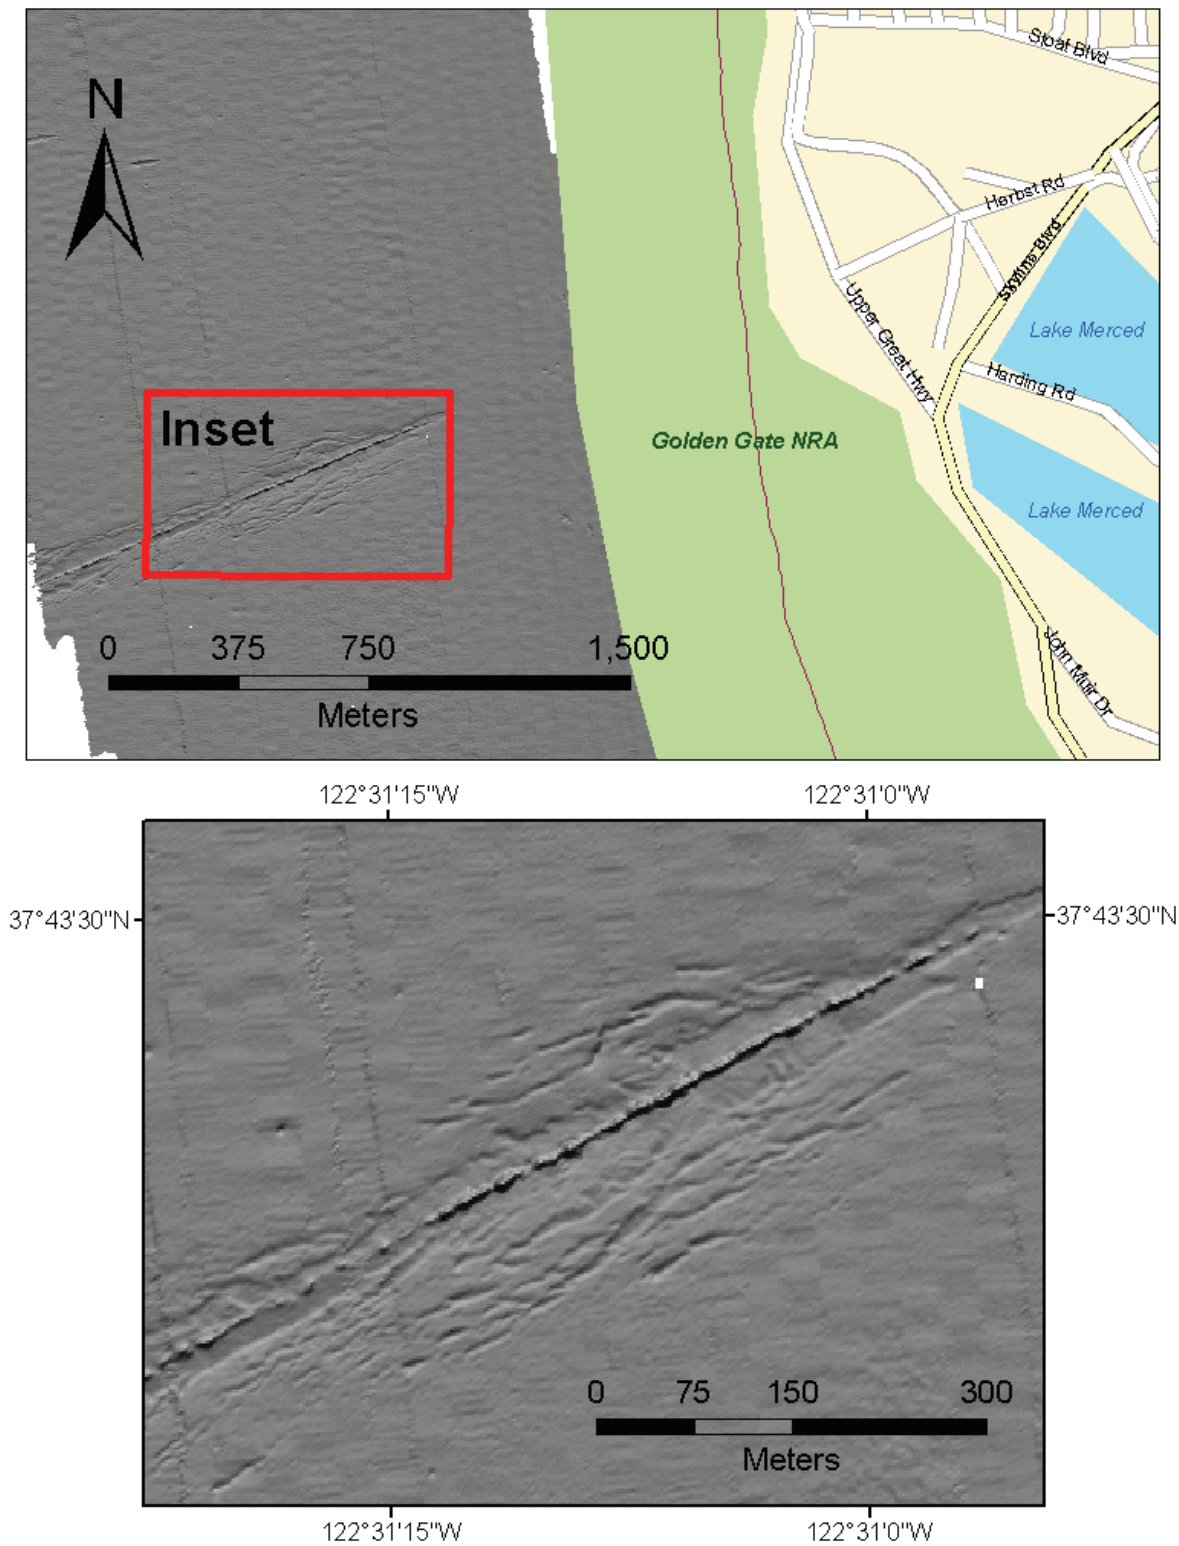 Sloat Blvd
N
Herbst Rd
Skyline Blvd
Upper Great Hwy
Lake Merced
Harding Rd
Inset
Golden Gate NRA
Lake Merced
0 375 750 1,500
Meters
John Muir Dr
122°31'15"W 122°31'0"W
37°43'30"N 37°43'30"N
0 75 150 300
Meters
122°31'15"W 122°31'0"W